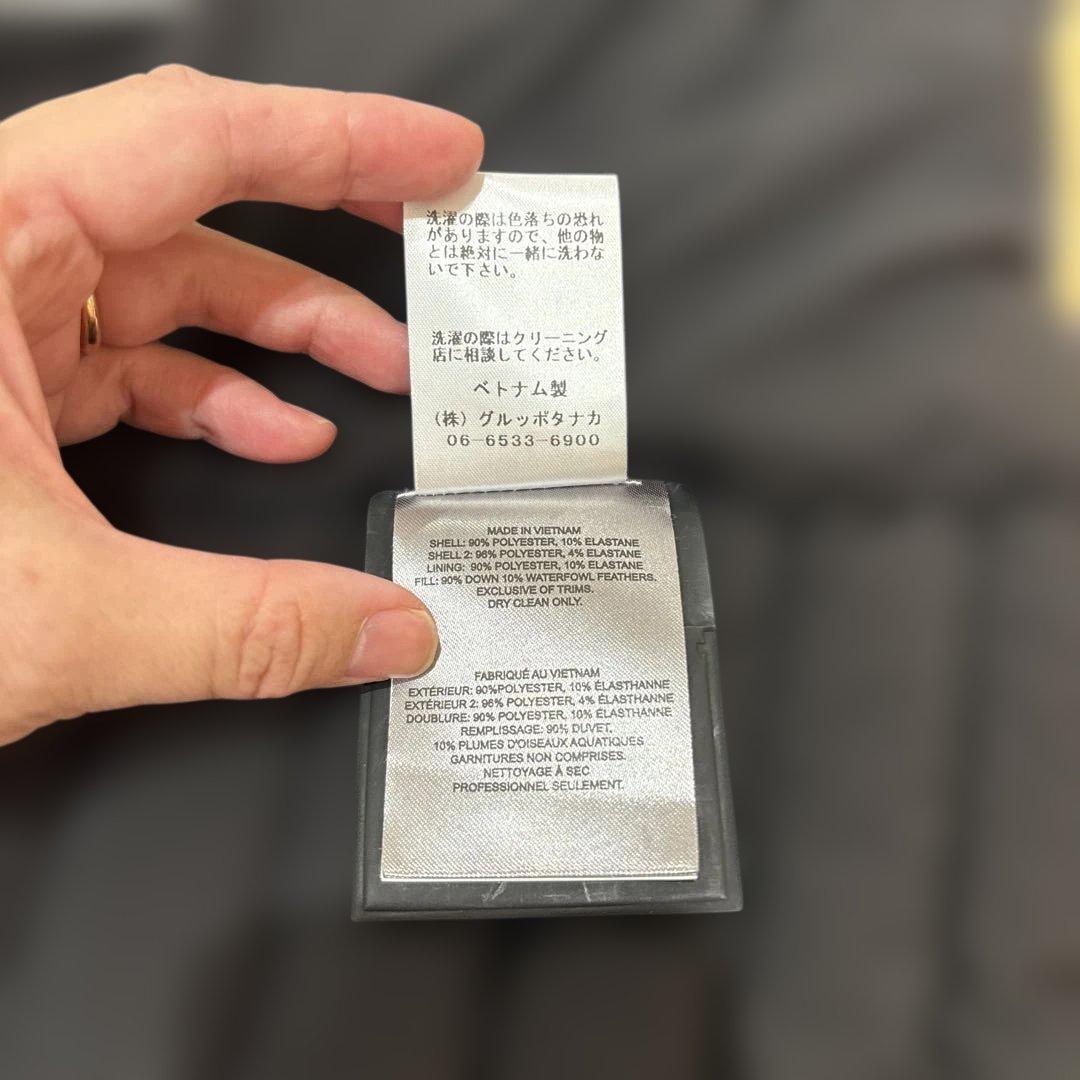 洗濯の際は色落ちの恐れ
がありますので、他の物
とは絶対に一緒に洗わな
いで下さい。
洗濯の際はクリーニング
店に相談してください。
ベトナム製
（株）グルッポタナカ
06-6533-6900
MADE IN VIETNAM
SHELL: 90% POLYESTER, 10% ELASTANE
SHELL 2: 96% POLYESTER, 4% ELASTANE
LINING: 90% POLYESTER, 10% ELASTANE
FILL: 90% DOWN 10% WATERFOWL FEATHERS.
EXCLUSIVE OF TRIMS.
DRY CLEAN ONLY.
FABRIQUÉ AU VIETNAM
EXTÉRIEUR: 90%POLYESTER, 10% ÉLASTHANNE
EXTÉRIEUR 2: 96% POLYESTER, 4% ÉLASTHANNE
DOUBLURE: 90% POLYESTER, 10% ÉLASTHANNE
REMPLISSAGE: 90% DUVET,
10% PLUMES D'OISEAUX AQUATIQUES
GARNITURES NON COMPRISES.
NETTOYAGE À SEC
PROFESSIONNEL SEULEMENT.